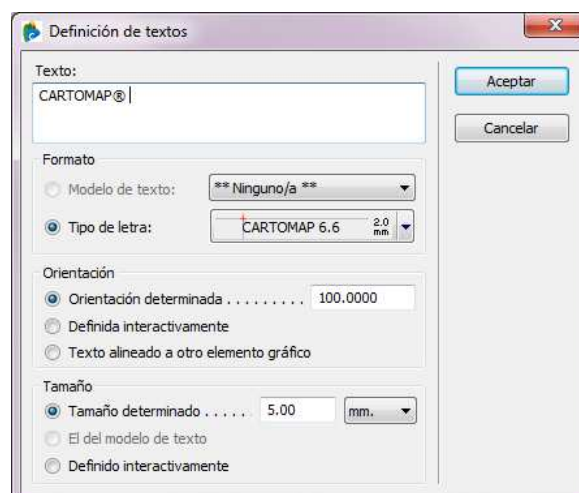 Definición de textos
Texto:
Aceptar
CARTOMAP®
Cancelar
Formato
Modelo de texto: ** Ninguno/a **
Tipo de letra: CARTOMAP 6.6 2.0 mm
Orientación
Orientación determinada . . . . . . . . . 100.0000
Definida interactivamente
Texto alineado a otro elemento gráfico
Tamaño
Tamaño determinado . . . . . . 5.00 mm.
El del modelo de texto
Definido interactivamente